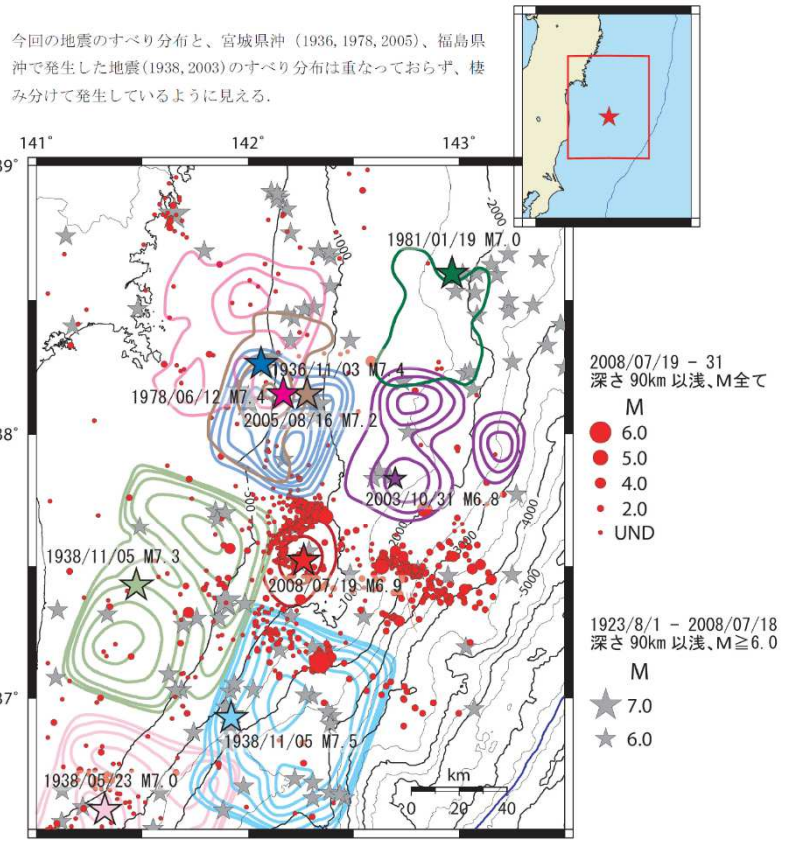 今回の地震のすべり分布と、宮城県沖（1936, 1978, 2005）、福島県
沖で発生した地震(1938, 2003)のすべり分布は重なっておらず、棲
み分けて発生しているように見える.
141°
142°
143°
39°
-2000
-1000
1981/01/19 M7.0
2008/07/19 - 31
深さ 90km 以浅、M全て
M
6.0
5.0
4.0
2.0
UND
1936/11/03 M7.4
1978/06/12 M7.4
2005/08/16 M7.2
38°
2003/10/31 M6.8
-500
-4000
-2000
-3000
1938/11/05 M7.3
2008/07/19 M6.9
-5000
1923/8/1 - 2008/07/18
深さ 90km 以浅、M≧6.0
M
7.0
6.0
37°
1938/11/05 M7.5
1938/05/23 M7.0
km
0 20 40